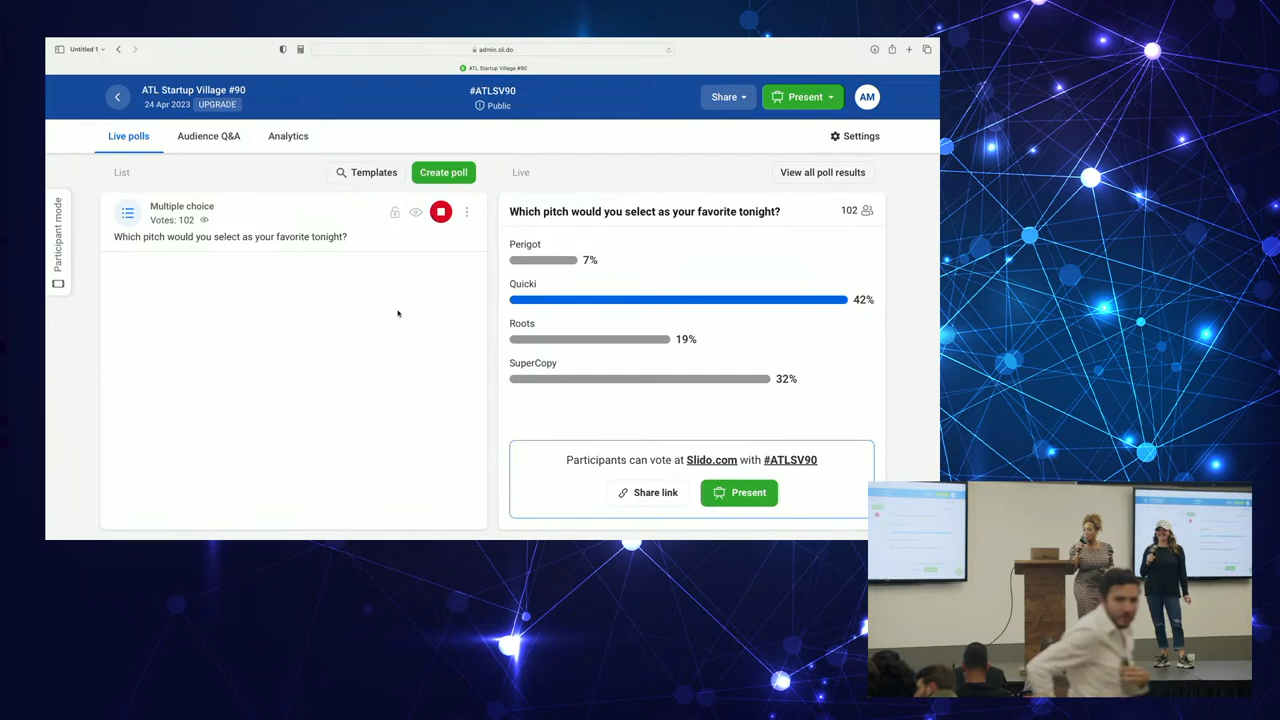 Untitled 1
admin.sli.do
ATL Startup Village #90
ATL Startup Village #90
24 Apr 2023 UPGRADE
#ATLSV90
Public
Share
Present
AM
Live polls
Audience Q&A
Analytics
Settings
List
Templates
Create poll
Live
View all poll results
Participant mode
Multiple choice
Votes: 102
Which pitch would you select as your favorite tonight?
Which pitch would you select as your favorite tonight?
102
Perigot
7%
Quicki
42%
Roots
19%
SuperCopy
32%
Participants can vote at Slido.com with #ATLSV90
Share link
Present